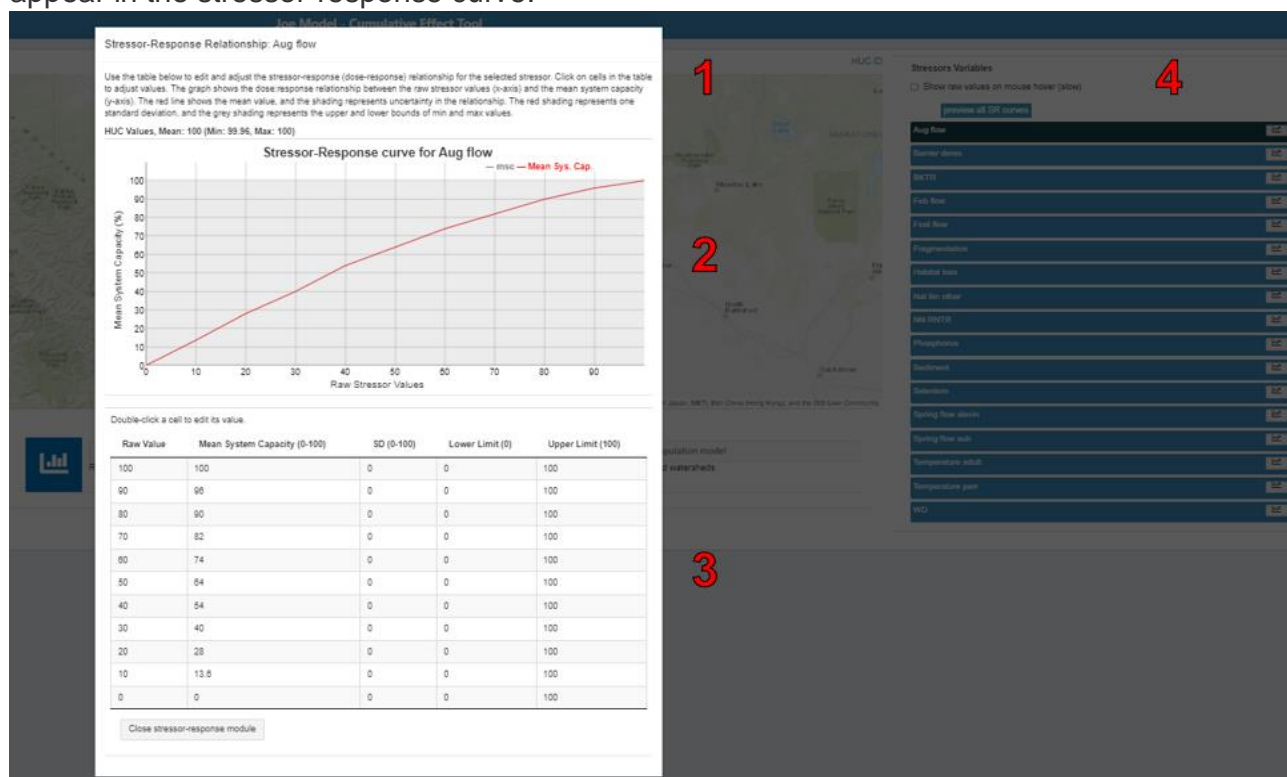 appear in the stressor response curve.
Joe Model - Cumulative Effect Tool
Stressor-Response Relationship: Aug flow
Use the table below to edit and adjust the stressor-response (dose-response) relationship for the selected stressor. Click on cells in the table
to adjust values. The graph shows the dose:response relationship between the raw stressor values (x-axis) and the mean system capacity
(y-axis). The red line shows the mean value, and the shading represents uncertainty in the relationship. The red shading represents one
standard deviation, and the grey shading represents the upper and lower bounds of min and max values.
HUC Values, Mean: 100 (Min: 99.96, Max: 100)
Stressor-Response curve for Aug flow
msc Mean Sys. Cap.
Mean System Capacity (%)
100
90
80
70
60
50
40
30
20
10
0
0 10 20 30 40 50 60 70 80 90
Raw Stressor Values
Double-click a cell to edit its value.
Raw Value Mean System Capacity (0-100) SD (0-100) Lower Limit (0) Upper Limit (100)
100 100 0 0 100
90 96 0 0 100
80 90 0 0 100
70 82 0 0 100
60 74 0 0 100
50 64 0 0 100
40 54 0 0 100
30 40 0 0 100
20 28 0 0 100
10 13.6 0 0 100
0 0 0 0 100
Close stressor-response module
1
2
3
4
HUC ID
population model
watersheds
Stressors Variables
Show raw values on mouse hover (slow)
preview all SR curves
Aug flow
Barrier dams
BKTR
Feb flow
Fragmentation
Habitat loss
Nat lim other
NN RNTR
Phosphorus
Sediment
Selenium
Spring flow alevin
Spring flow sub
Temperature adult
Temperature parr